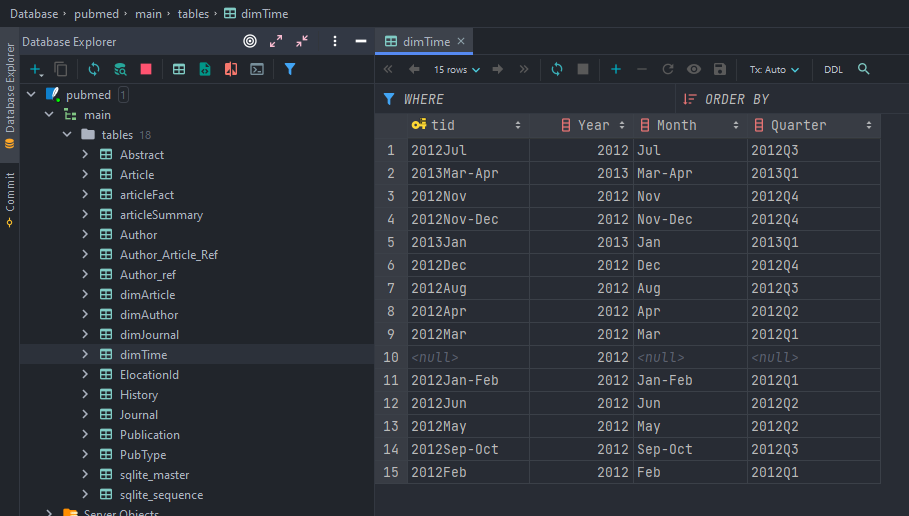 Database › pubmed › main › tables › dimTime
Database Explorer
Commit
Database Explorer
pubmed 1
main
tables 18
Abstract
Article
articleFact
articleSummary
Author
Author_Article_Ref
Author_ref
dimArticle
dimAuthor
dimJournal
dimTime
ElocationId
History
Journal
Publication
PubType
sqlite_master
sqlite_sequence
Server Objects
dimTime
15 rows Tx: Auto DDL
WHERE ORDER BY
tid Year Month Quarter
1 2012Jul 2012 Jul 2012Q3
2 2013Mar-Apr 2013 Mar-Apr 2013Q1
3 2012Nov 2012 Nov 2012Q4
4 2012Nov-Dec 2012 Nov-Dec 2012Q4
5 2013Jan 2013 Jan 2013Q1
6 2012Dec 2012 Dec 2012Q4
7 2012Aug 2012 Aug 2012Q3
8 2012Apr 2012 Apr 2012Q2
9 2012Mar 2012 Mar 2012Q1
10 <null> 2012 <null> <null>
11 2012Jan-Feb 2012 Jan-Feb 2012Q1
12 2012Jun 2012 Jun 2012Q2
13 2012May 2012 May 2012Q2
14 2012Sep-Oct 2012 Sep-Oct 2012Q3
15 2012Feb 2012 Feb 2012Q1